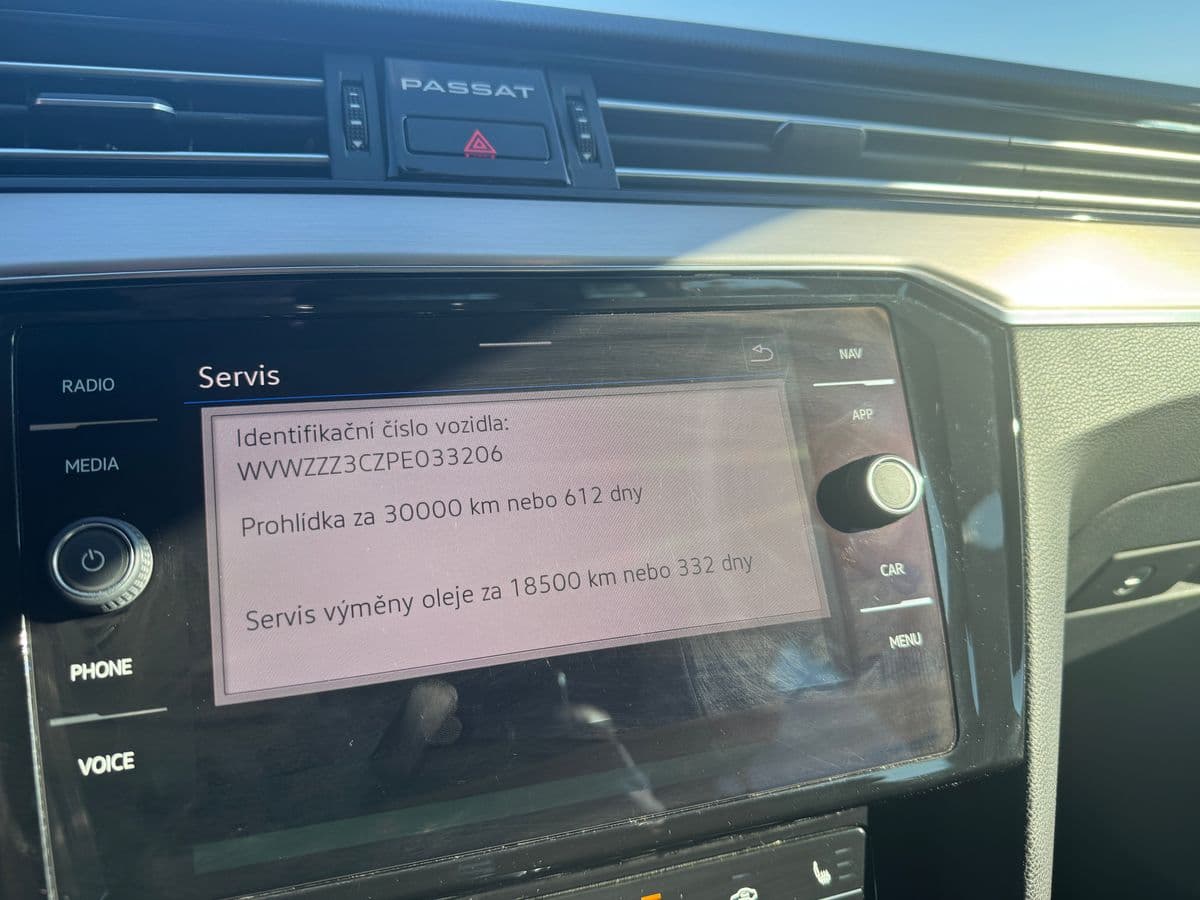 PASSAT
RADIO
MEDIA
PHONE
VOICE
Servis
Identifikační číslo vozidla:
WVWZZZ3CZPE033206
Prohlídka za 30000 km nebo 612 dny
Servis výměny oleje za 18500 km nebo 332 dny
NAV
APP
CAR
MENU